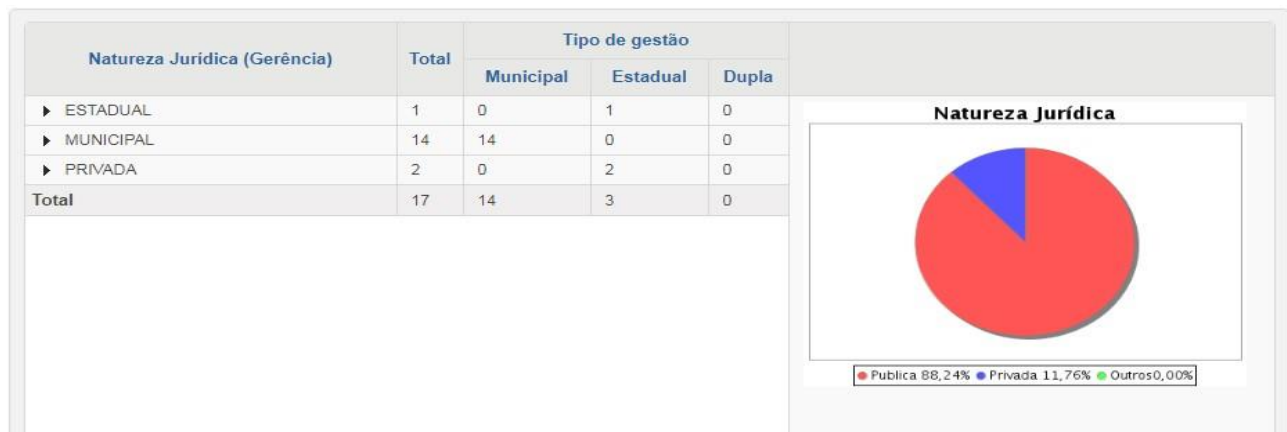 Natureza Jurídica (Gerência) Total Tipo de gestão
Municipal Estadual Dupla
ESTADUAL 1 0 1 0
MUNICIPAL 14 14 0 0
PRIVADA 2 0 2 0
Total 17 14 3 0
Natureza Jurídica
Publica 88,24% Privada 11,76% Outros0,00%